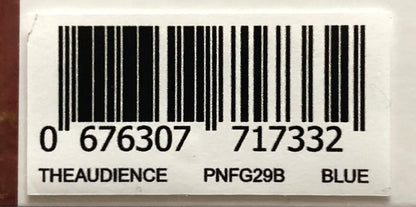 0 676307 717332
THEAUDIENCE PNFG29B BLUE